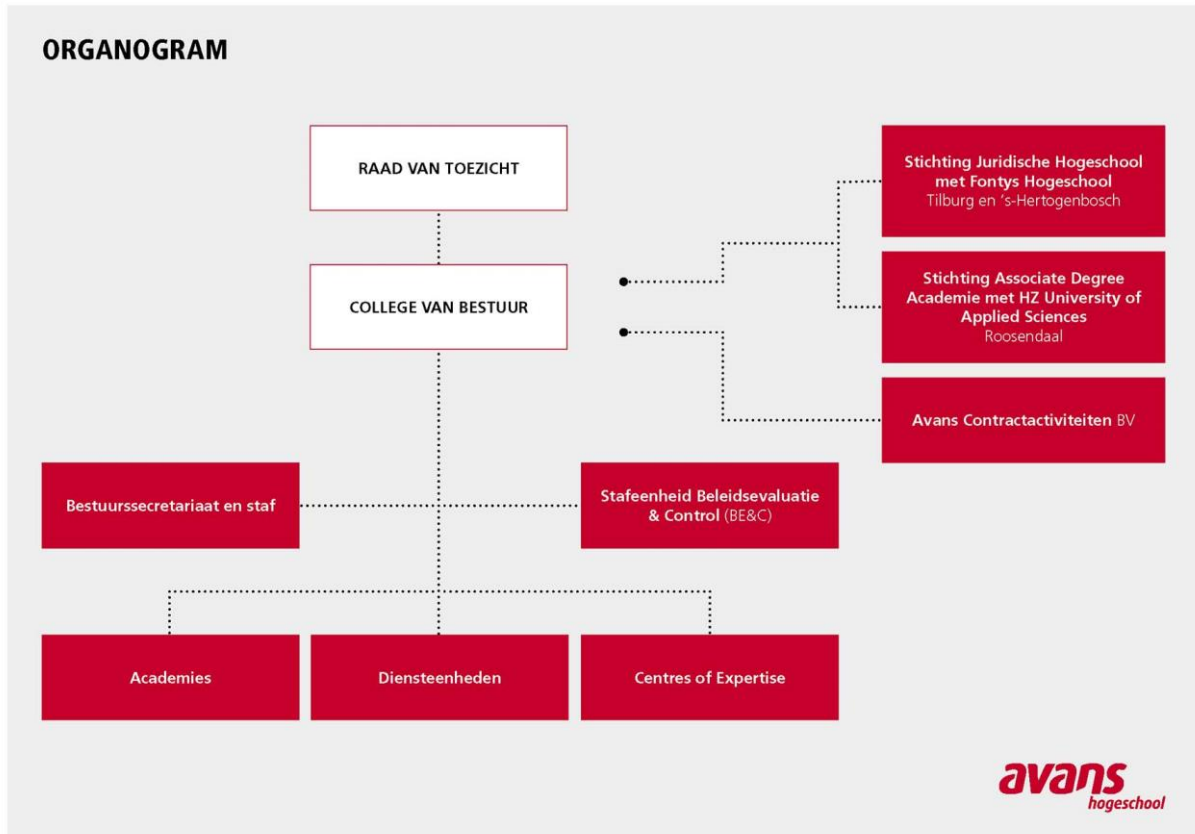 ORGANOGRAM
RAAD VAN TOEZICHT
COLLEGE VAN BESTUUR
Stichting Juridische Hogeschool
met Fontys Hogeschool
Tilburg en ’s-Hertogenbosch
Stichting Associate Degree
Academie met HZ University of
Applied Sciences
Roosendaal
Avans Contractactiviteiten BV
Bestuurssecretariaat en staf
Stafeenheid Beleidsevaluatie
& Control (BE&C)
Academies
Diensteenheden
Centres of Expertise
avans
hogeschool